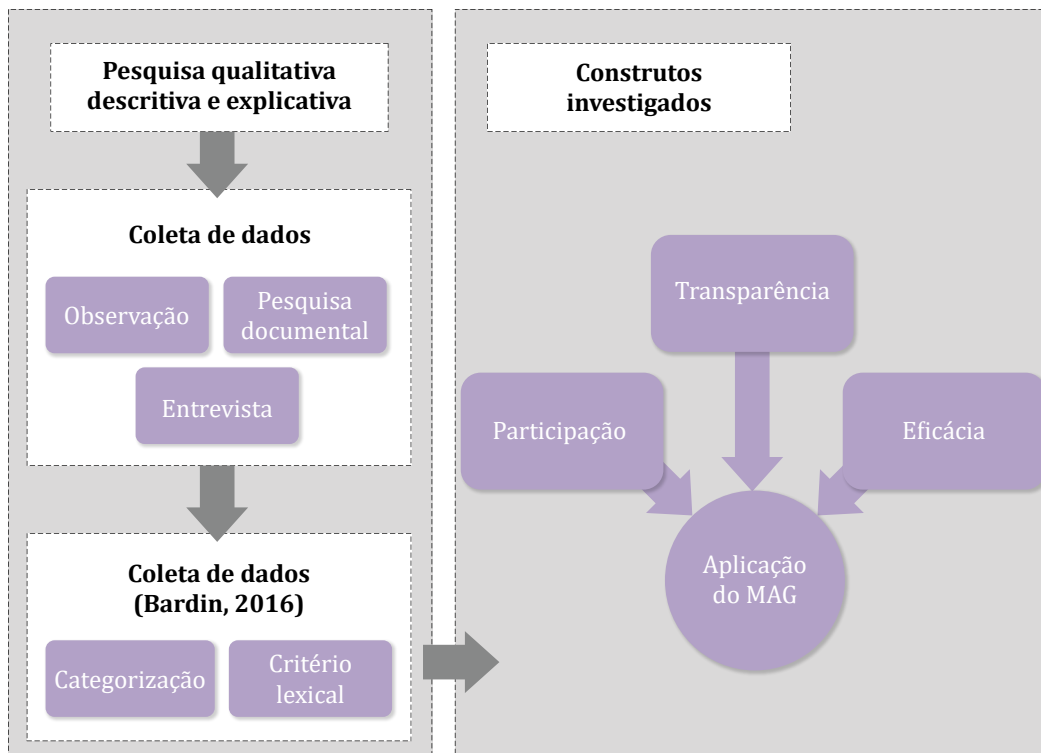 Pesquisa qualitativa
descritiva e explicativa
Coleta de dados
Observação
Pesquisa
documental
Entrevista
Coleta de dados
(Bardin, 2016)
Categorização
Critério
lexical
Construtos
investigados
Transparência
Participação
Eficácia
Aplicação
do MAG